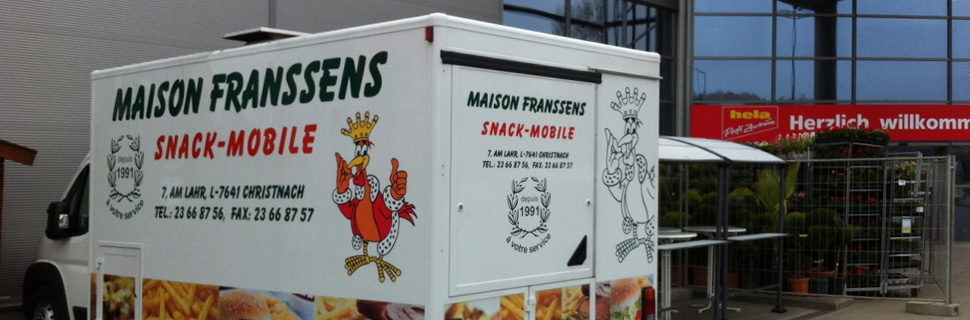 MAISON FRANSSENS
SNACK-MOBILE
depuis
1991
à votre service
7, AM LAHR, L-7641 CHRISTNACH
TEL.: 23 66 87 56, FAX: 23 66 87 57
MAISON FRANSSENS
SNACK-MOBILE
7, AM LAHR, L-7641 CHRISTNACH
TEL.: 23 66 87 56, FAX: 23 66 87 57
depuis
1991
à votre service
hela
Profi Zentrum
Herzlich willkomm